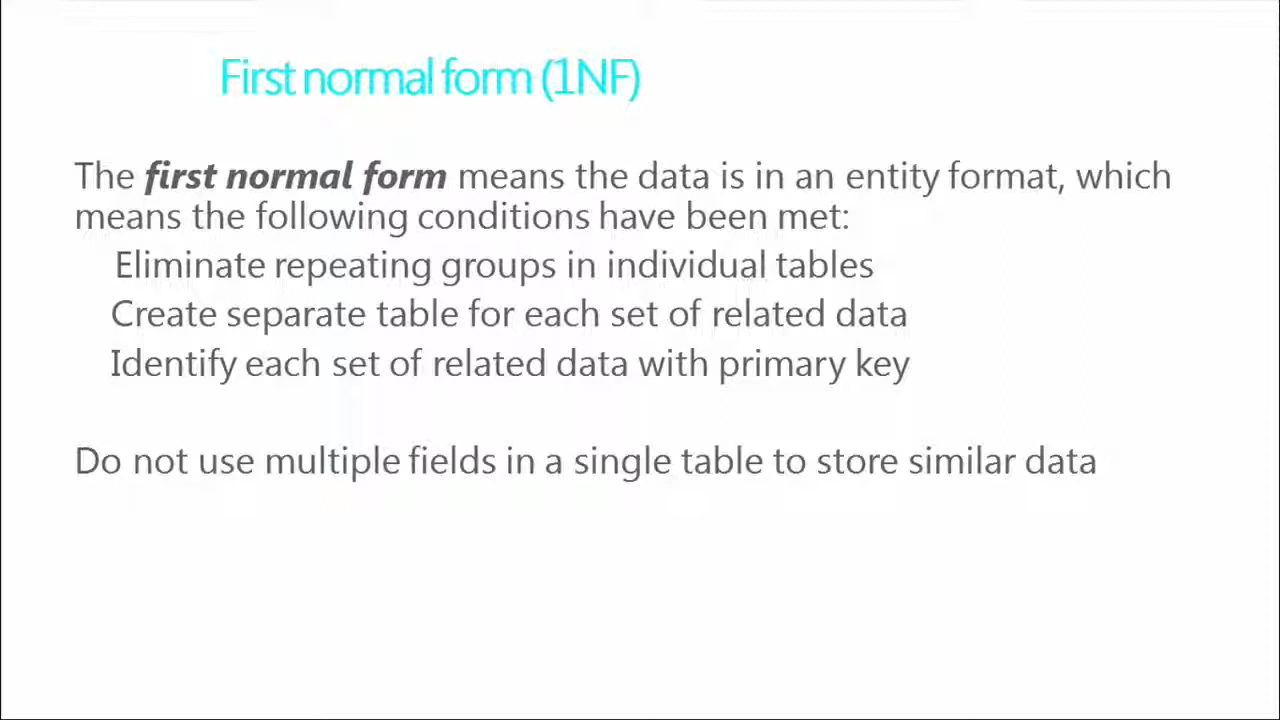 First normal form (1NF)
The first normal form means the data is in an entity format, which
means the following conditions have been met:
Eliminate repeating groups in individual tables
Create separate table for each set of related data
Identify each set of related data with primary key
Do not use multiple fields in a single table to store similar data